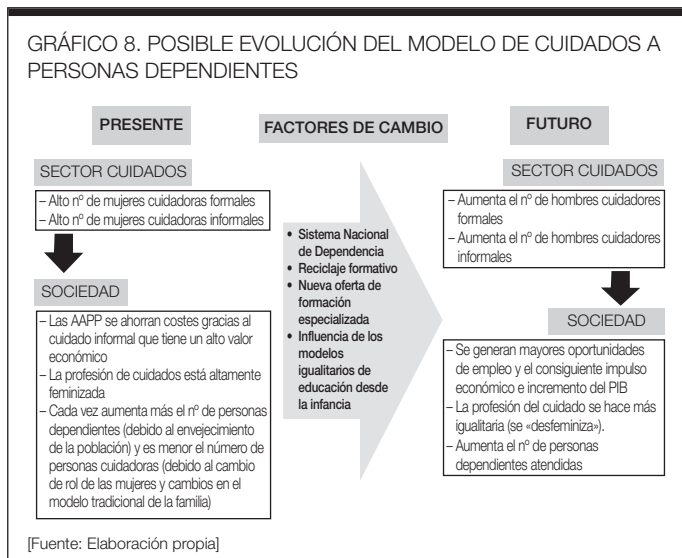 GRÁFICO 8. POSIBLE EVOLUCIÓN DEL MODELO DE CUIDADOS A
PERSONAS DEPENDIENTES
PRESENTE
SECTOR CUIDADOS
– Alto nº de mujeres cuidadoras formales
– Alto nº de mujeres cuidadoras informales
SOCIEDAD
– Las AAPP se ahorran costes gracias al
cuidado informal que tiene un alto valor
económico
– La profesión de cuidados está altamente
feminizada
– Cada vez aumenta más el nº de personas
dependientes (debido al envejecimiento
de la población) y es menor el número de
personas cuidadoras (debido al cambio
de rol de las mujeres y cambios en el
modelo tradicional de la familia)
FACTORES DE CAMBIO
• Sistema Nacional
de Dependencia
• Reciclaje formativo
• Nueva oferta de
formación
especializada
• Influencia de los
modelos
igualitarios de
educación desde
la infancia
FUTURO
SECTOR CUIDADOS
– Aumenta el nº de hombres cuidadores
formales
– Aumenta el nº de hombres cuidadores
informales
SOCIEDAD
– Se generan mayores oportunidades
de empleo y el consiguiente impulso
económico e incremento del PIB
– La profesión del cuidado se hace más
igualitaria (se «desfeminiza»).
– Aumenta el nº de personas
dependientes atendidas
[Fuente: Elaboración propia]